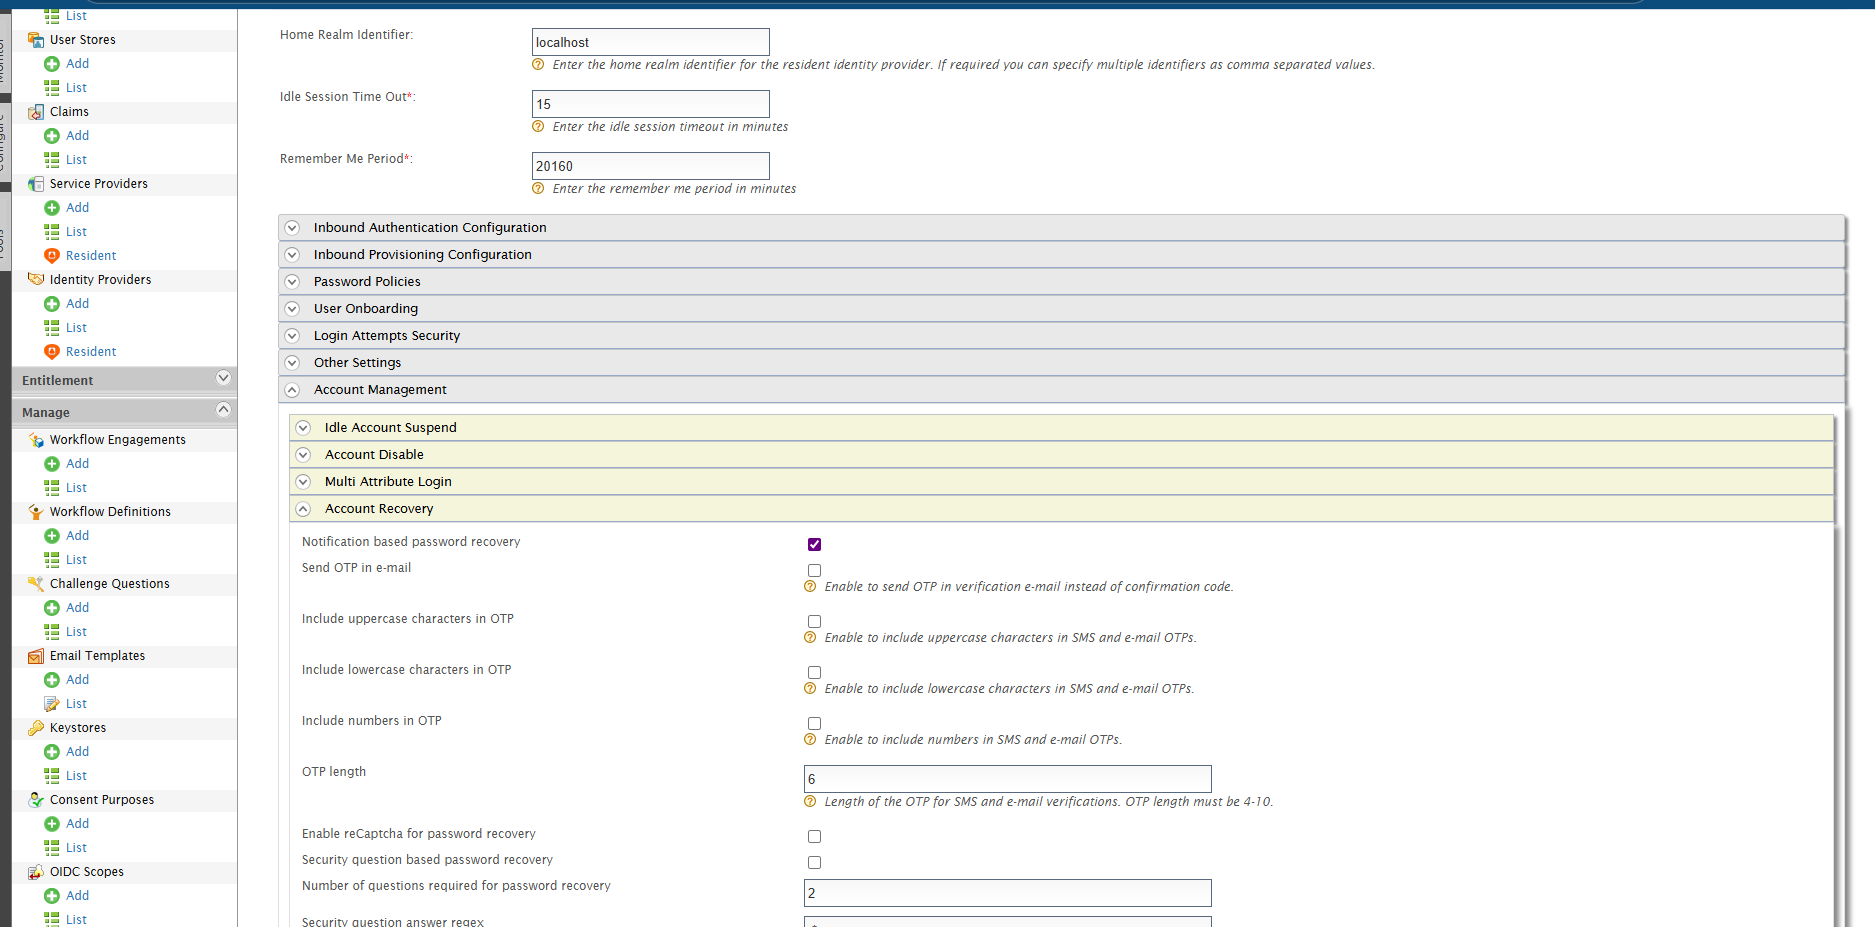 List
User Stores
Add
List
Claims
Add
List
Service Providers
Add
List
Resident
Identity Providers
Add
List
Resident
Entitlement
Manage
Workflow Engagements
Add
List
Workflow Definitions
Add
List
Challenge Questions
Add
List
Email Templates
Add
List
Keystores
Add
List
Consent Purposes
Add
List
OIDC Scopes
Add
List
Home Realm Identifier:
localhost
Enter the home realm identifier for the resident identity provider. If required you can specify multiple identifiers as comma separated values.
Idle Session Time Out*:
15
Enter the idle session timeout in minutes
Remember Me Period*:
20160
Enter the remember me period in minutes
Inbound Authentication Configuration
Inbound Provisioning Configuration
Password Policies
User Onboarding
Login Attempts Security
Other Settings
Account Management
Idle Account Suspend
Account Disable
Multi Attribute Login
Account Recovery
Notification based password recovery
Send OTP in e-mail
Enable to send OTP in verification e-mail instead of confirmation code.
Include uppercase characters in OTP
Enable to include uppercase characters in SMS and e-mail OTPs.
Include lowercase characters in OTP
Enable to include lowercase characters in SMS and e-mail OTPs.
Include numbers in OTP
Enable to include numbers in SMS and e-mail OTPs.
OTP length
6
Length of the OTP for SMS and e-mail verifications. OTP length must be 4-10.
Enable reCaptcha for password recovery
Security question based password recovery
Number of questions required for password recovery
2
Security question answer regex